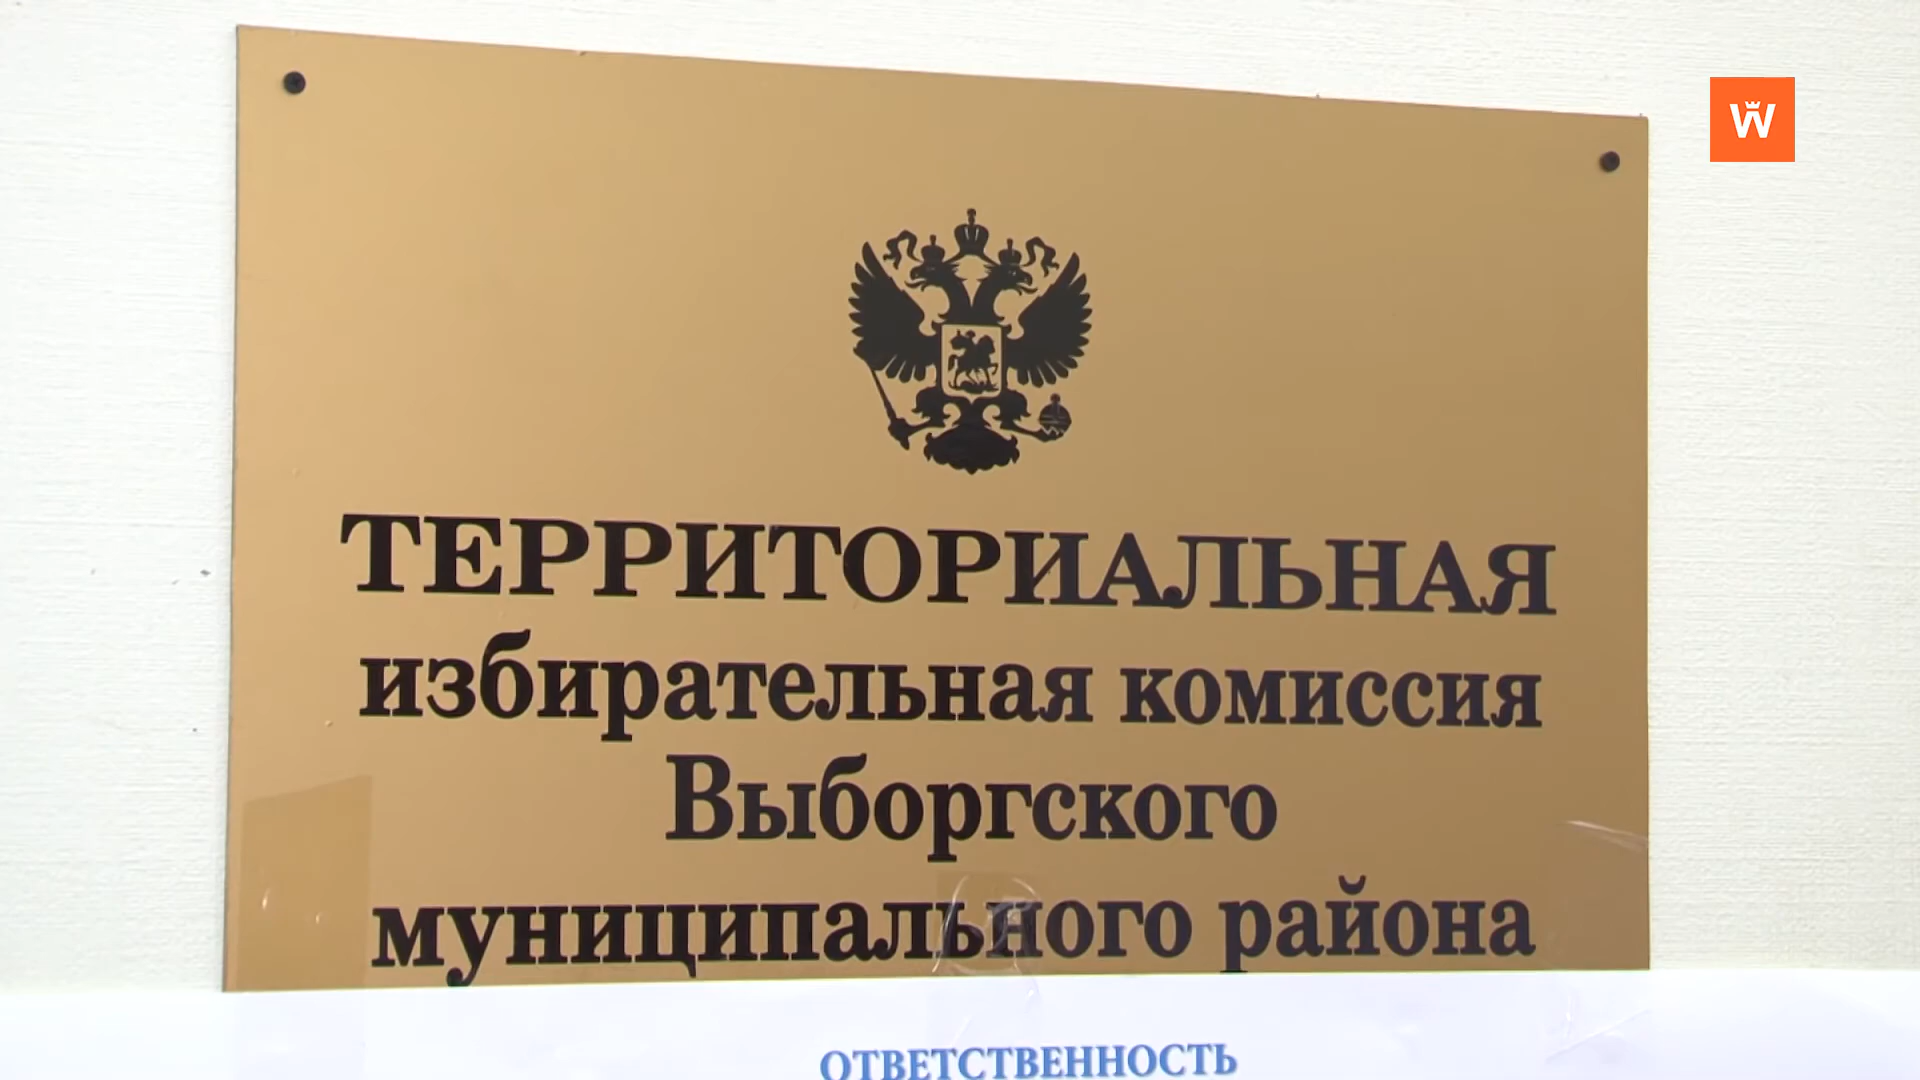 W
ТЕРРИТОРИАЛЬНАЯ
избирательная комиссия
Выборгского
муниципального района
ОТВЕТСТВЕННОСТЬ